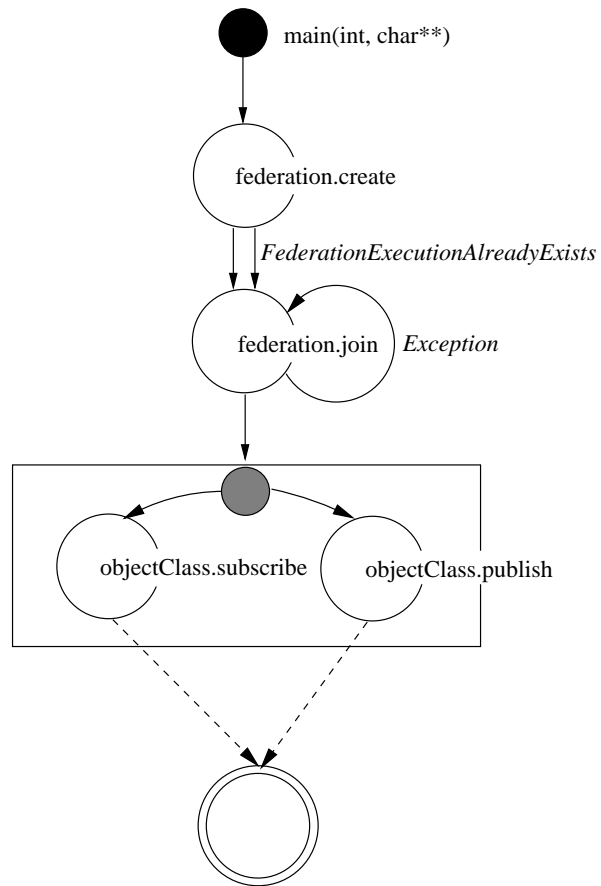 main(int, char**)
federation.create
FederationExecutionAlreadyExists
federation.join
Exception
objectClass.subscribe
objectClass.publish